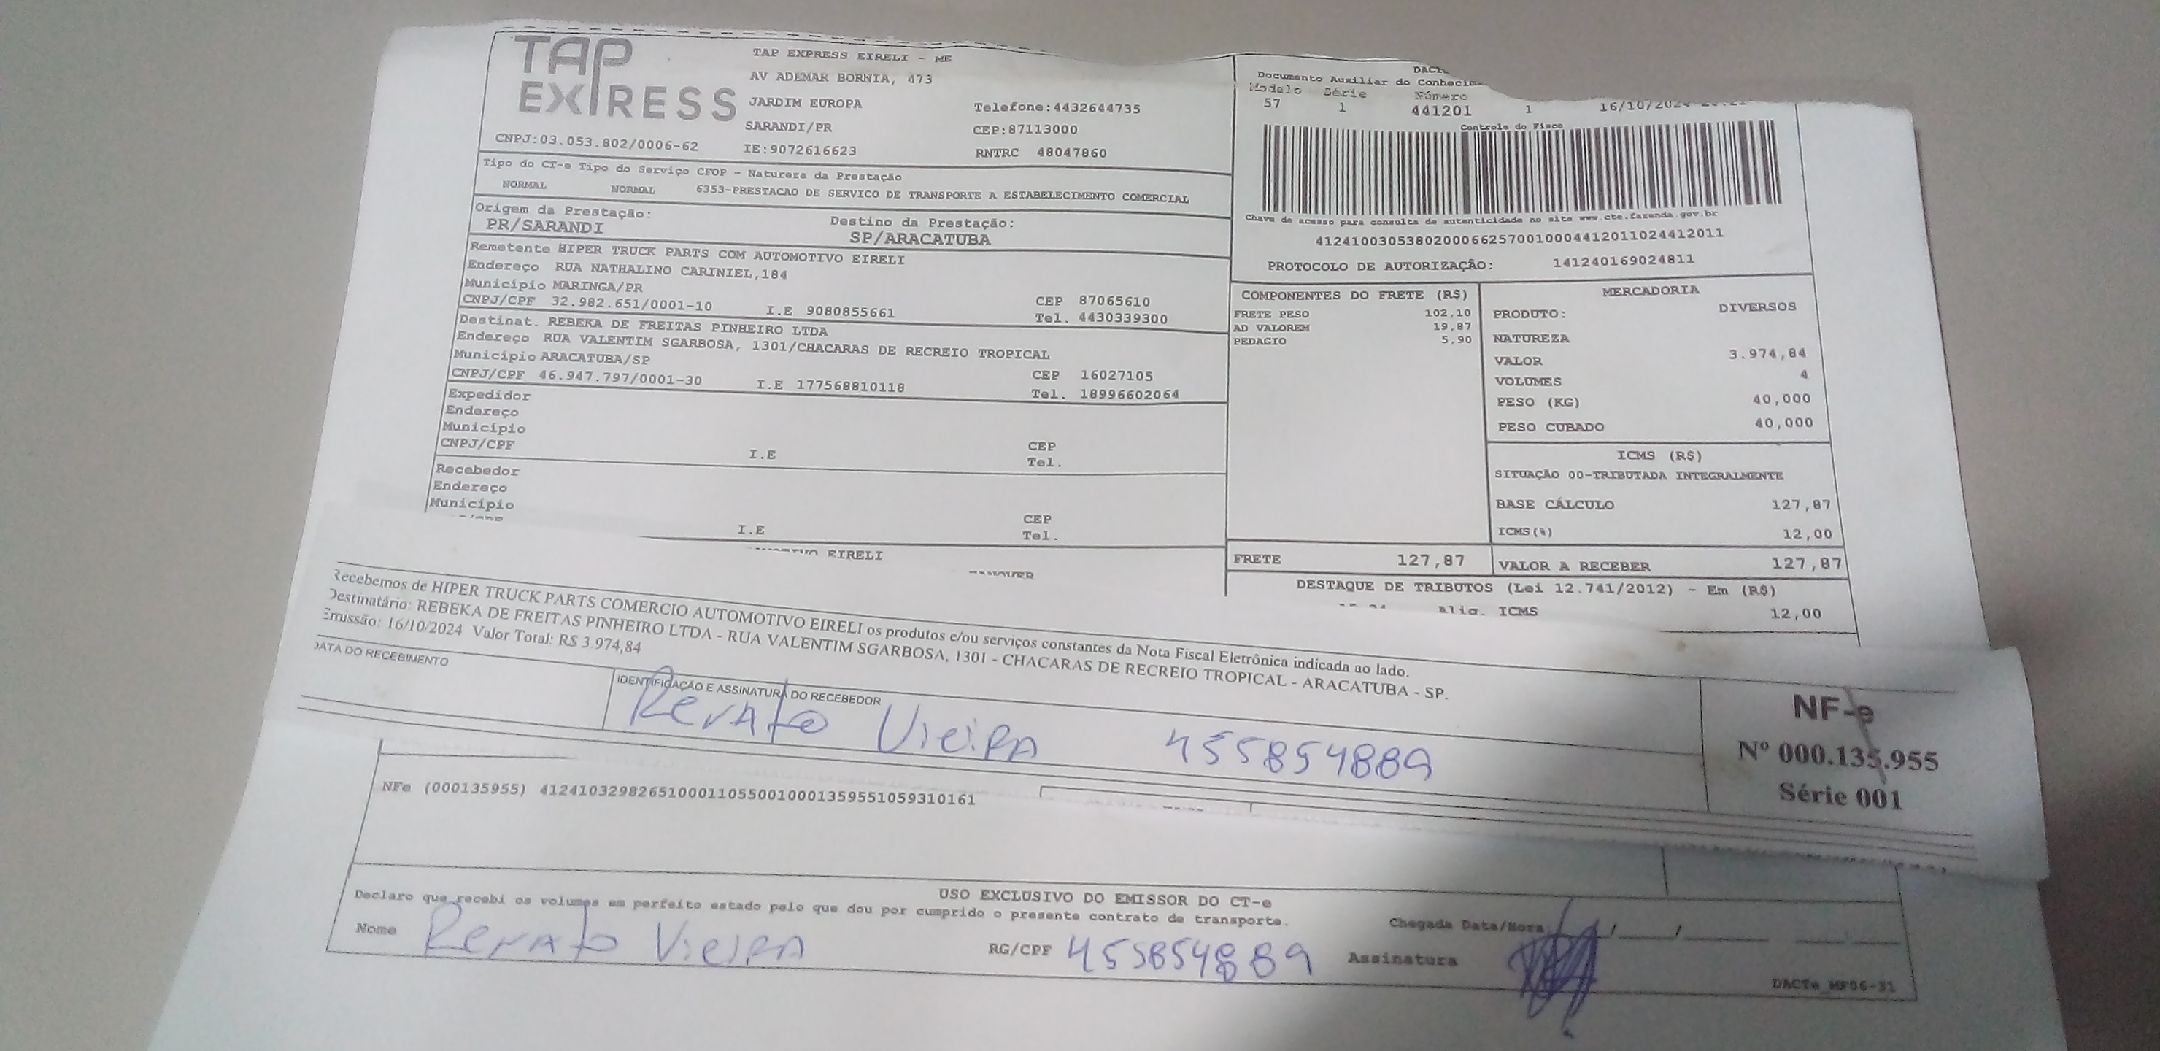 TAP EXPRESS
TAP EXPRESS EIRELI - ME
AV ADEMAR BORNIA, 473
JARDIM EUROPA
SARANDI/PR
Telefone:4432644735
CEP:87113000
CNPJ:03.053.802/0006-62 IE:9072616623 RNTRC 48047860
Tipo do CT-e Tipo do Serviço CFOP - Natureza da Prestação
NORMAL NORMAL 6353-PRESTACAO DE SERVICO DE TRANSPORTE A ESTABELECIMENTO COMERCIAL
Origem da Prestação: Destino da Prestação:
PR/SARANDI SP/ARACATUBA
Remetente HIPER TRUCK PARTS COM AUTOMOTIVO EIRELI
Endereço RUA NATHALINO CARINIEL,184
Município MARINGA/PR CEP 87065610
CNPJ/CPF 32.982.651/0001-10 I.E 9080855661 Tel. 4430339300
Destinat. REBEKA DE FREITAS PINHEIRO LTDA
Endereço RUA VALENTIM SGARBOSA, 1301/CHACARAS DE RECREIO TROPICAL
Município ARACATUBA/SP CEP 16027105
CNPJ/CPF 46.947.797/0001-30 I.E 177568810118 Tel. 18996602064
Expedidor
Endereço
Município CEP
CNPJ/CPF I.E Tel.
Recebedor
Endereço
Município CEP
I.E Tel.
EIRELI
Documento Auxiliar do
Modelo Série Número
57 1 441201 1
Controle do Fisco
Chave de acesso para consulta de autenticidade no site www.cte.fazenda.gov.br
41241003053802000662570010004412011024412011
PROTOCOLO DE AUTORIZAÇÃO: 141240169024811
COMPONENTES DO FRETE (R$)
FRETE PESO 102,10
AD VALOREM 19,87
PEDAGIO 5,90
MERCADORIA
PRODUTO: DIVERSOS
NATUREZA
VALOR 3.974,84
VOLUMES 4
PESO (KG) 40,000
PESO CUBADO 40,000
ICMS (R$)
SITUAÇÃO 00-TRIBUTADA INTEGRALMENTE
BASE CÁLCULO 127,87
ICMS(%) 12,00
FRETE 127,87 VALOR A RECEBER 127,87
DESTAQUE DE TRIBUTOS (Lei 12.741/2012) - Em (R$)
ICMS 12,00
Recebemos de HIPER TRUCK PARTS COMERCIO AUTOMOTIVO EIRELI os produtos e/ou serviços constantes da Nota Fiscal Eletrônica indicada ao lado.
Destinatário: REBEKA DE FREITAS PINHEIRO LTDA - RUA VALENTIM SGARBOSA, 1301 - CHACARAS DE RECREIO TROPICAL - ARACATUBA - SP.
Emissão: 16/10/2024 Valor Total: R$ 3.974,84
DATA DO RECEBIMENTO IDENTIFICAÇÃO E ASSINATURA DO RECEBEDOR
Renato Vieira 455854889
NF-e
Nº 000.135.955
Série 001
NFe (000135955) 41241032982651000110550010001359551059310161
USO EXCLUSIVO DO EMISSOR DO CT-e
Declaro que recebi os volumes em perfeito estado pelo que dou por cumprido o presente contrato de transporte.
Chegada Data/Hora / /
Nome Renato Vieira RG/CPF 455854889 Assinatura
DACTe_MF06-31